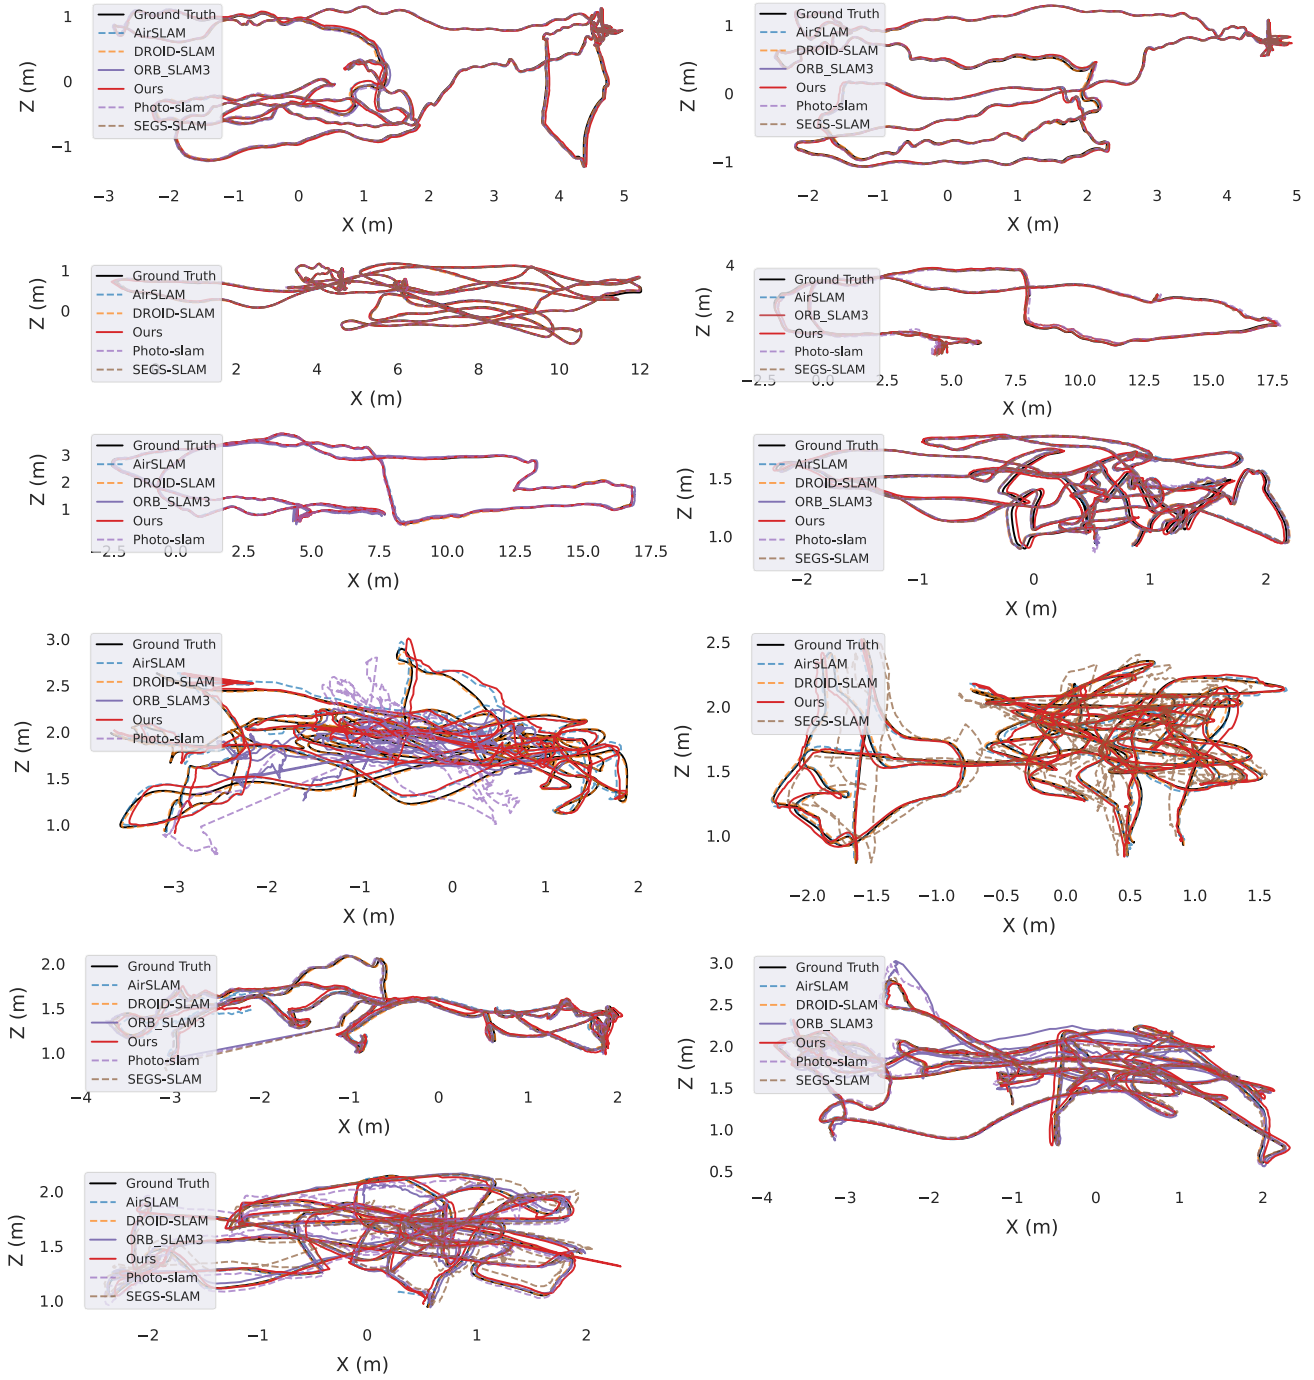 1
0
−1
Z (m)
Ground Truth
AirSLAM
DROID-SLAM
ORB_SLAM3
Ours
Photo-slam
SEGS-SLAM
−3 −2 −1 0 1 2 3 4 5
X (m)
1
0
−1
Z (m)
Ground Truth
AirSLAM
DROID-SLAM
ORB_SLAM3
Ours
Photo-slam
SEGS-SLAM
−2 −1 0 1 2 3 4 5
X (m)
1
0
Z (m)
Ground Truth
AirSLAM
DROID-SLAM
Ours
Photo-slam
SEGS-SLAM
2 4 6 8 10 12
X (m)
4
2
Z (m)
Ground Truth
AirSLAM
ORB_SLAM3
Ours
Photo-slam
SEGS-SLAM
−2.5 0.0 2.5 5.0 7.5 10.0 12.5 15.0 17.5
X (m)
3
2
1
Z (m)
Ground Truth
AirSLAM
DROID-SLAM
ORB_SLAM3
Ours
Photo-slam
−2.5 0.0 2.5 5.0 7.5 10.0 12.5 15.0 17.5
X (m)
1.5
1.0
Z (m)
Ground Truth
AirSLAM
DROID-SLAM
ORB_SLAM3
Ours
Photo-slam
SEGS-SLAM
−2 −1 0 1 2
X (m)
3.0
2.5
2.0
1.5
1.0
Z (m)
Ground Truth
AirSLAM
DROID-SLAM
ORB_SLAM3
Ours
Photo-slam
−3 −2 −1 0 1 2
X (m)
2.5
2.0
1.5
1.0
Z (m)
Ground Truth
AirSLAM
DROID-SLAM
Ours
SEGS-SLAM
−2.0 −1.5 −1.0 −0.5 0.0 0.5 1.0 1.5
X (m)
2.0
1.5
1.0
Z (m)
Ground Truth
AirSLAM
DROID-SLAM
ORB_SLAM3
Ours
Photo-slam
SEGS-SLAM
−4 −3 −2 −1 0 1 2
X (m)
3.0
2.5
2.0
1.5
1.0
0.5
Z (m)
Ground Truth
AirSLAM
DROID-SLAM
ORB_SLAM3
Ours
Photo-slam
SEGS-SLAM
−4 −3 −2 −1 0 1 2
X (m)
2.0
1.5
1.0
Z (m)
Ground Truth
AirSLAM
DROID-SLAM
ORB_SLAM3
Ours
Photo-slam
SEGS-SLAM
−2 −1 0 1 2
X (m)